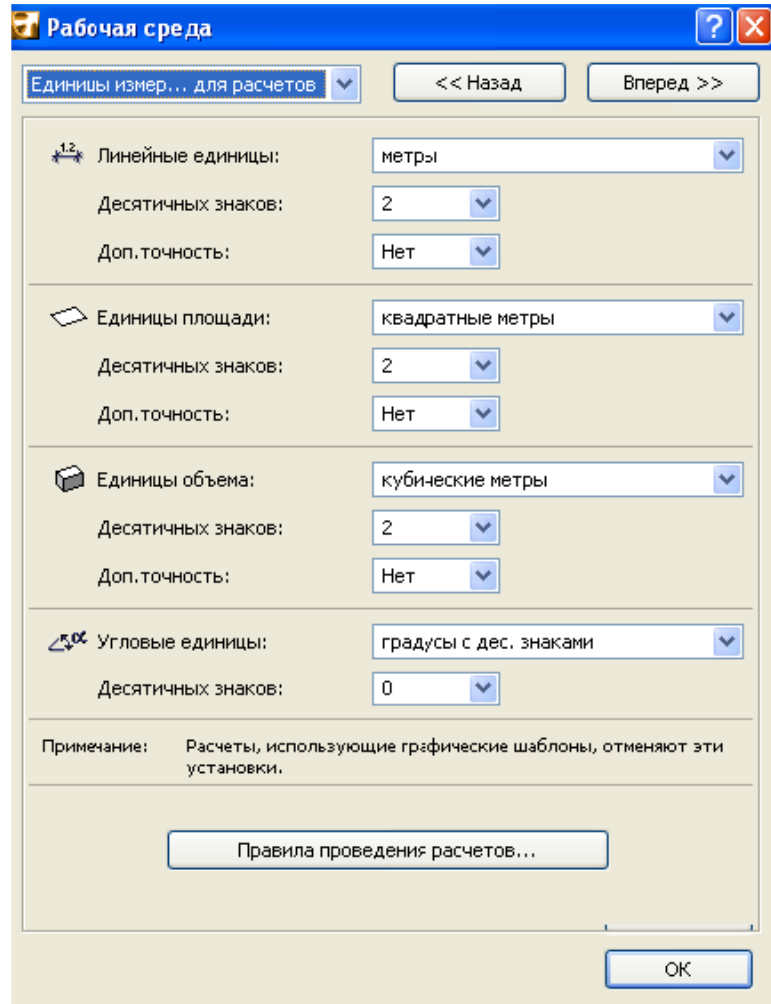 Рабочая среда
Единицы измер... для расчетов
<< Назад
Вперед >>
1.2
Линейные единицы:
метры
Десятичных знаков:
2
Доп.точность:
Нет
Единицы площади:
квадратные метры
Десятичных знаков:
2
Доп.точность:
Нет
Единицы объема:
кубические метры
Десятичных знаков:
2
Доп.точность:
Нет
α
Угловые единицы:
градусы с дес. знаками
Десятичных знаков:
0
Примечание:
Расчеты, использующие графические шаблоны, отменяют эти
установки.
Правила проведения расчетов...
ОК